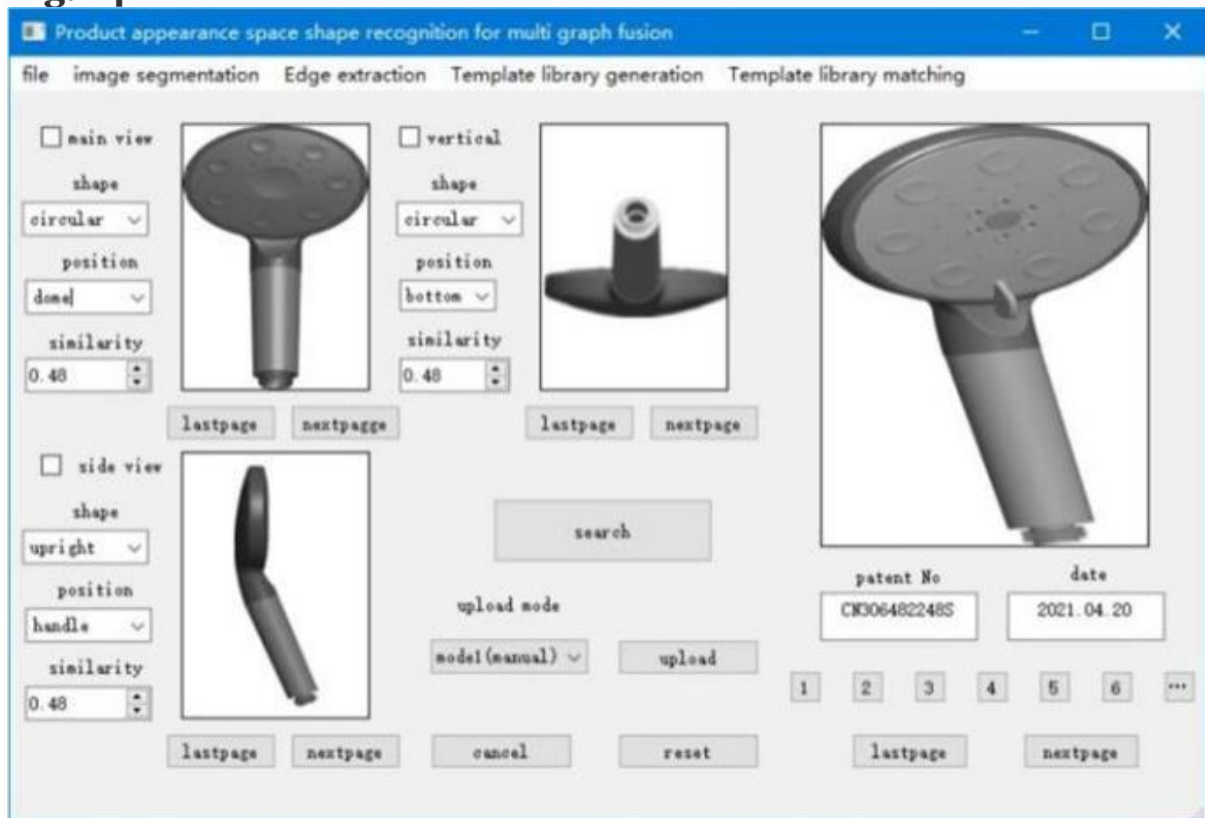 Product appearance space shape recognition for multi graph fusion
file image segmentation Edge extraction Template library generation Template library matching
main view
shape
circular
position
dome
similarity
0.48
lastpage nextpagge
vertical
shape
circular
position
bottom
similarity
0.48
lastpage nextpage
side view
shape
upright
position
handle
similarity
0.48
lastpage nextpage
search
upload mode
mode1(manual) upload
cancel reset
patent No date
CN306482248S 2021.04.20
1 2 3 4 5 6 ...
lastpage nextpage